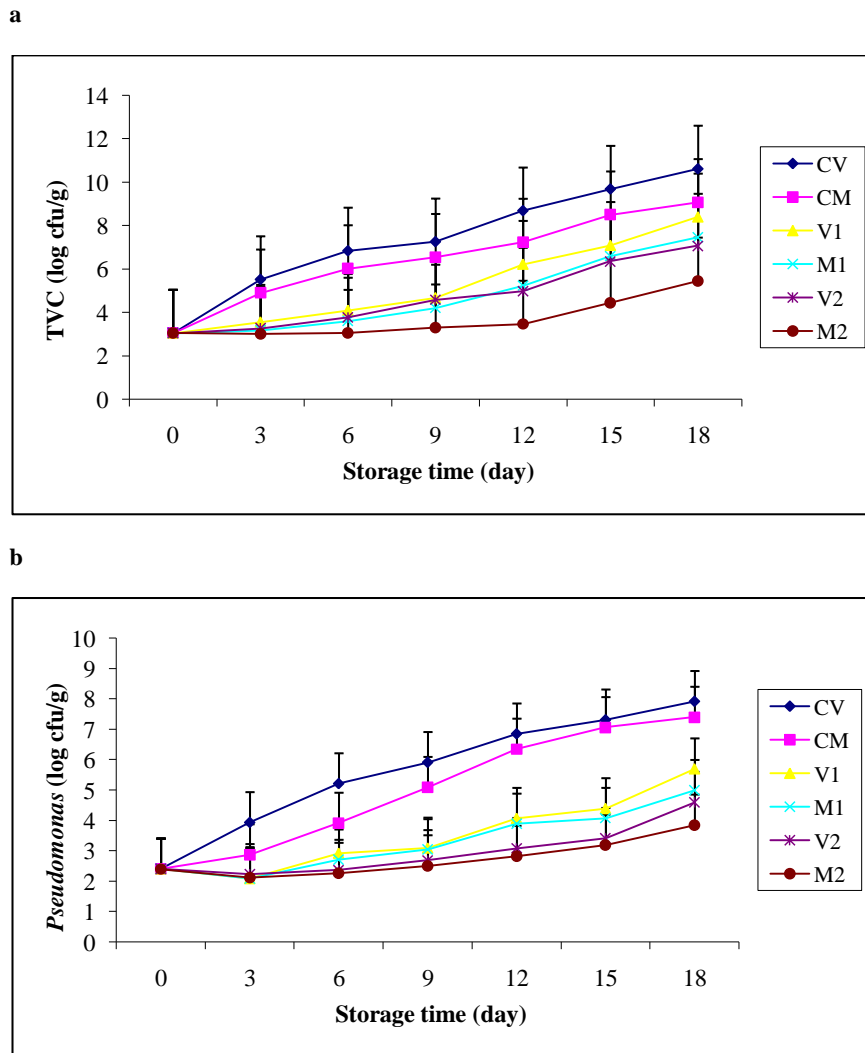 a
14
12
10
8
6
4
2
0
TVC (log cfu/g)
0 3 6 9 12 15 18
Storage time (day)
CV
CM
V1
M1
V2
M2
b
10
9
8
7
6
5
4
3
2
1
0
Pseudomonas (log cfu/g)
0 3 6 9 12 15 18
Storage time (day)
CV
CM
V1
M1
V2
M2